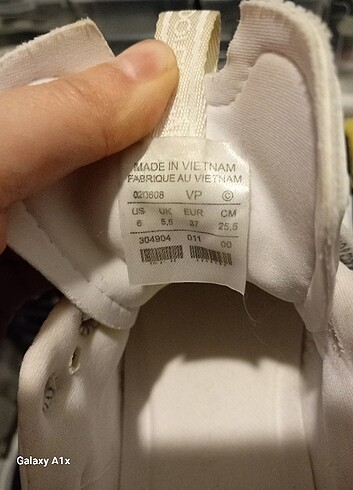 MADE IN VIETNAM
FABRIQUE AU VIETNAM
020608 VP ©
US UK EUR CM
6 5,5 37 25,5
304904 011 00
Galaxy A1x